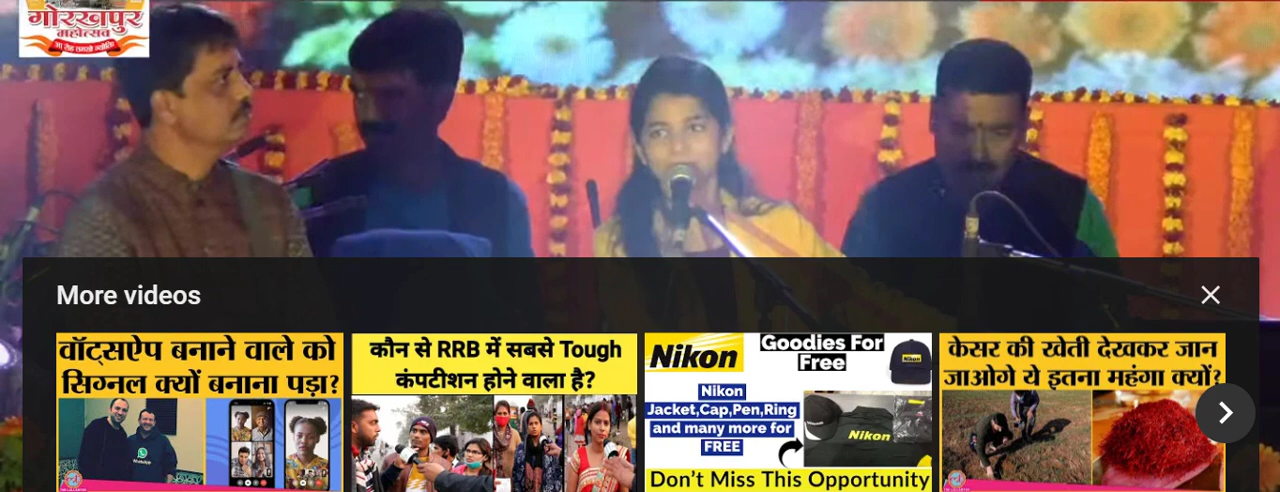 गोरखपुर
महोत्सव
More videos
वॉट्सऐप बनाने वाले को
सिग्नल क्यों बनाना पड़ा?
WhatsApp
कौन से RRB में सबसे Tough
कंपटीशन होने वाला है?
Nikon
Goodies For
Free
Nikon
Nikon
Jacket,Cap,Pen,Ring
and many more for
FREE
Nikon
Don't Miss This Opportunity
केसर की खेती देखकर जान
जाओगे ये इतना महंगा क्यों?